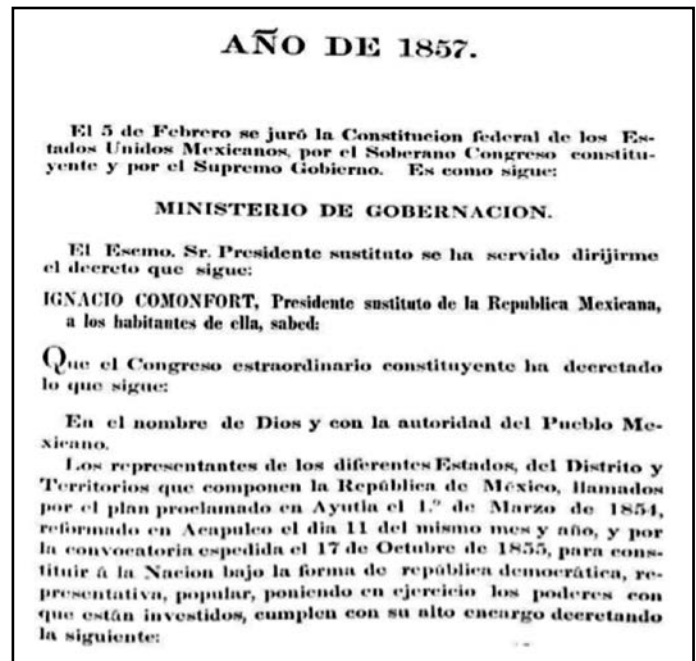 AÑO DE 1857.
El 5 de Febrero se juró la Constitucion federal de los Es-
tados Unidos Mexicanos, por el Soberano Congreso constitu-
yente y por el Supremo Gobierno. Es como sigue:
MINISTERIO DE GOBERNACION.
El Esemo. Sr. Presidente sustituto se ha servido dirijirme
el decreto que sigue:
IGNACIO COMONFORT, Presidente sustituto de la Republica Mexicana,
a los habitantes de ella, sabed:
Que el Congreso estraordinario constituyente ha decretado
lo que sigue:
En el nombre de Dios y con la autoridad del Pueblo Me-
xicano.
Los representantes de los diferentes Estados, del Distrito y
Territorios que componen la República de México, llamados
por el plan proclamado en Ayutla el 1.º de Marzo de 1854,
reformado en Acapulco el dia 11 del mismo mes y año, y por
la convocatoria espedida el 17 de Octubre de 1855, para cons-
tituir á la Nacion bajo la forma de república democrática, re-
presentativa, popular, poniendo en ejercicio los poderes con
que están investidos, cumplen con su alto encargo decretando
la siguiente: